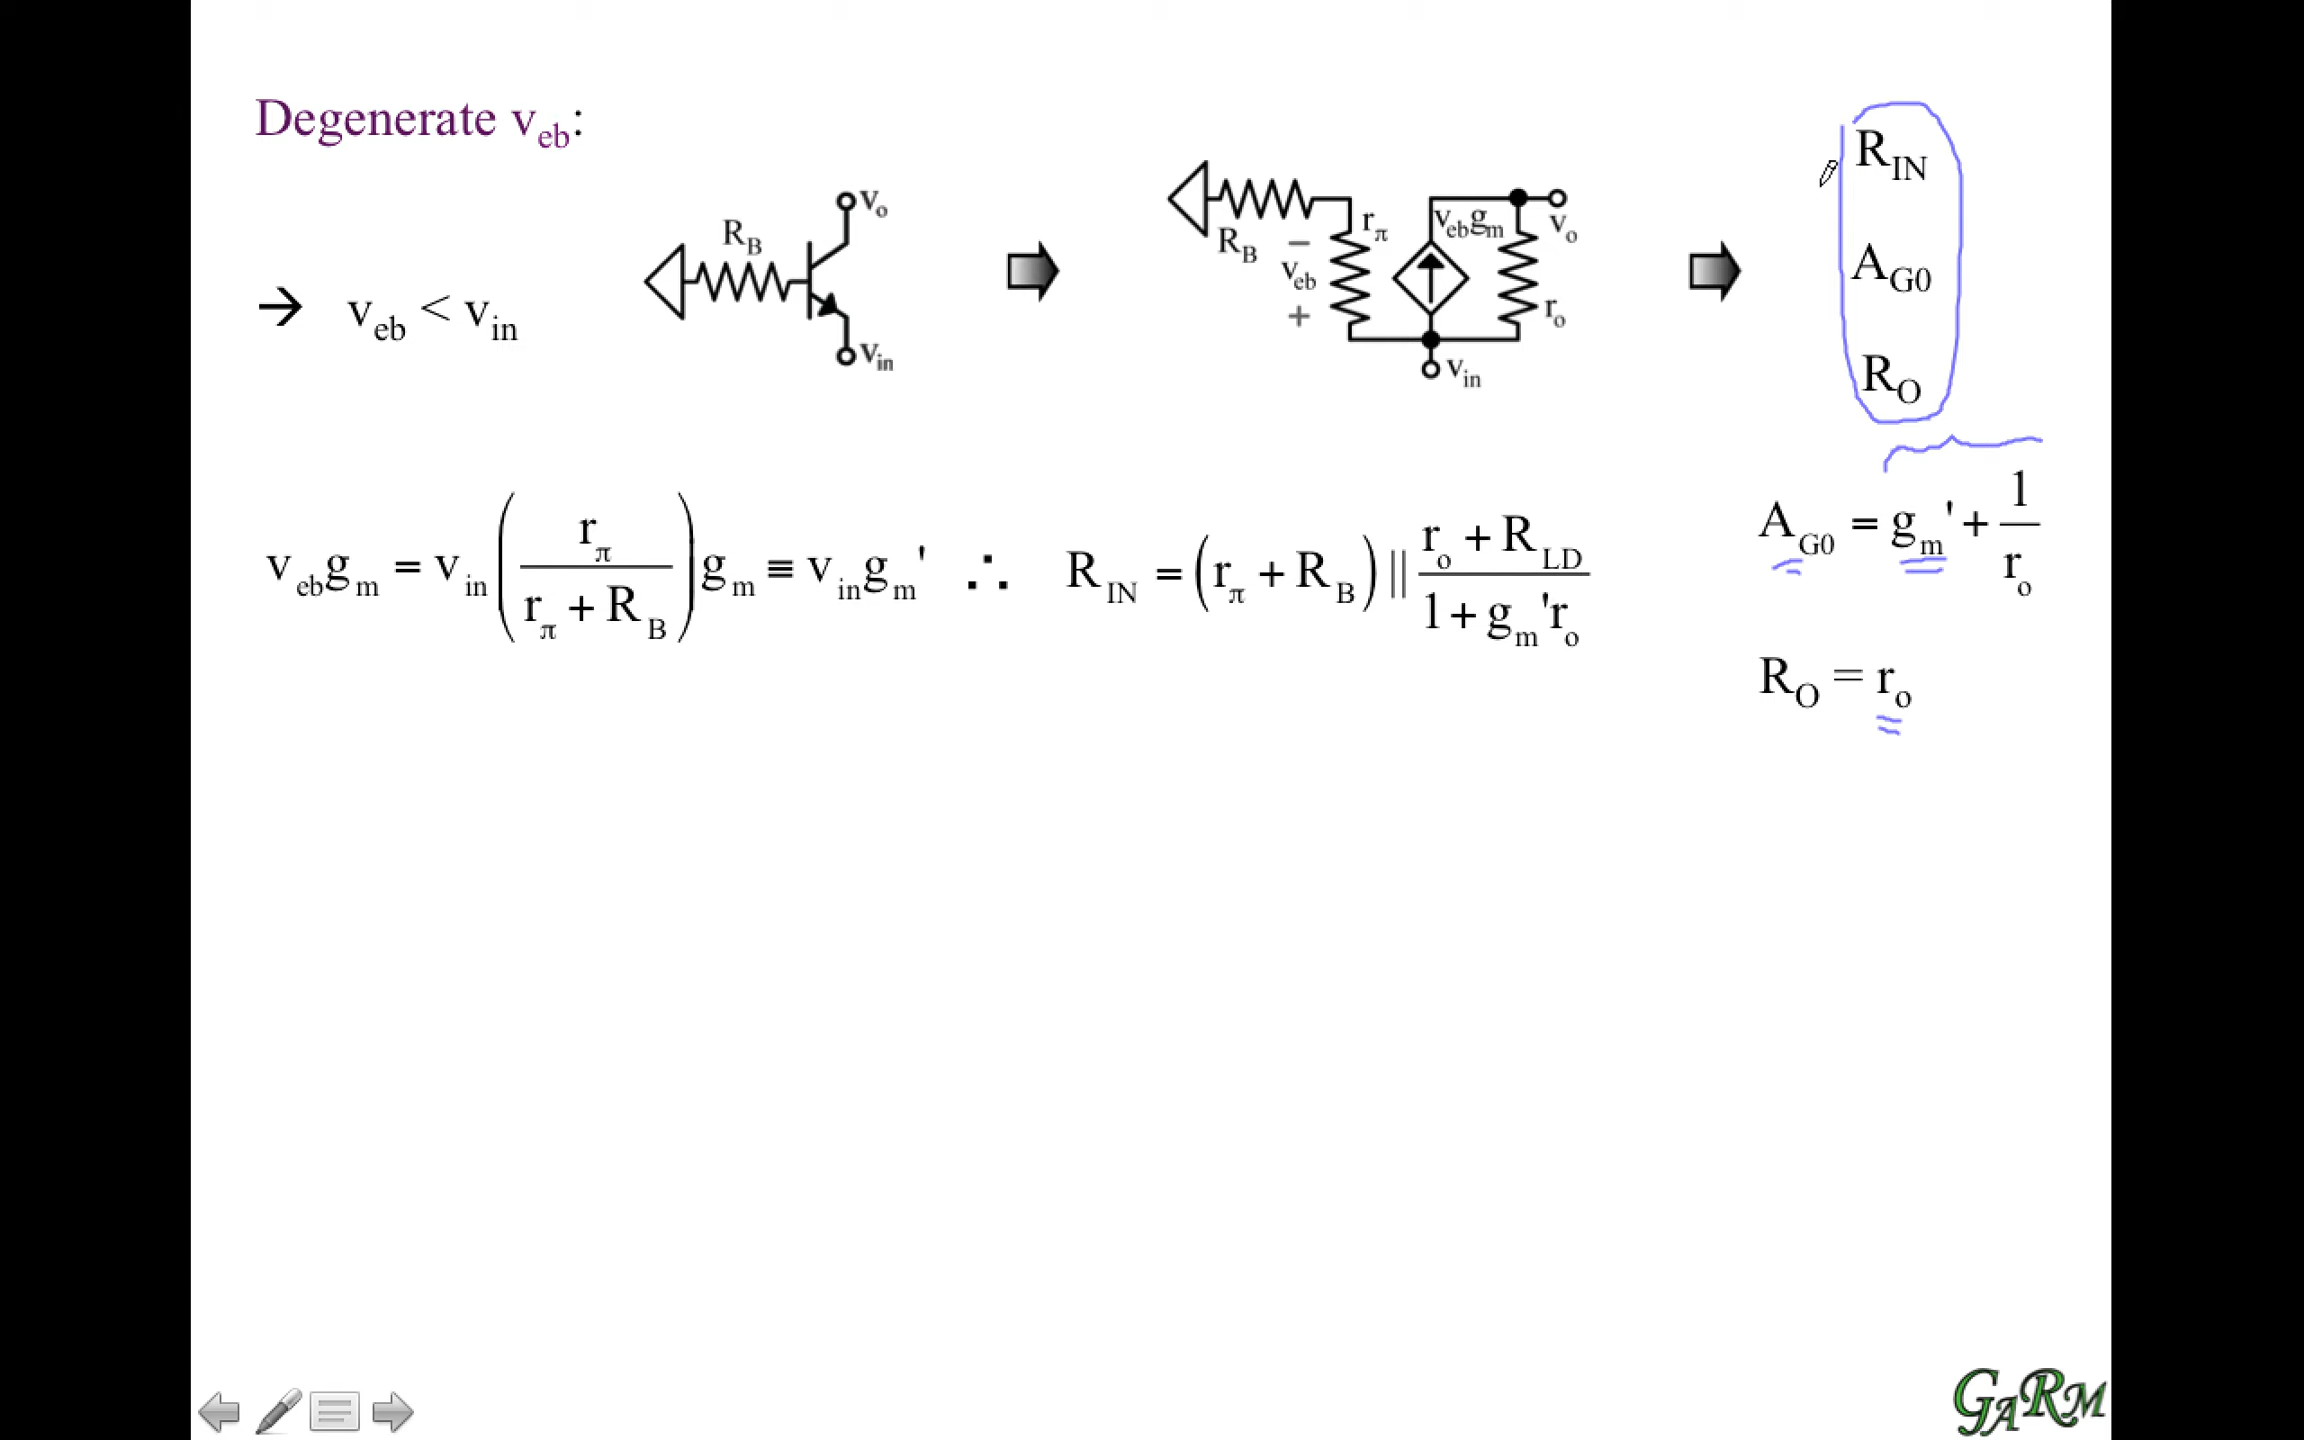 Degenerate v_eb:
→ v_eb < v_in
R_B
v_o
v_in
R_B
−
v_eb
+
r_π
v_eb g_m
v_o
r_o
v_in
R_IN
A_G0
R_O
v_eb g_m = v_in ( r_π / (r_π + R_B) ) g_m ≡ v_in g_m' ∴ R_IN = (r_π + R_B) || (r_o + R_LD) / (1 + g_m' r_o)
A_G0 = g_m' + 1 / r_o
R_O = r_o
GARM